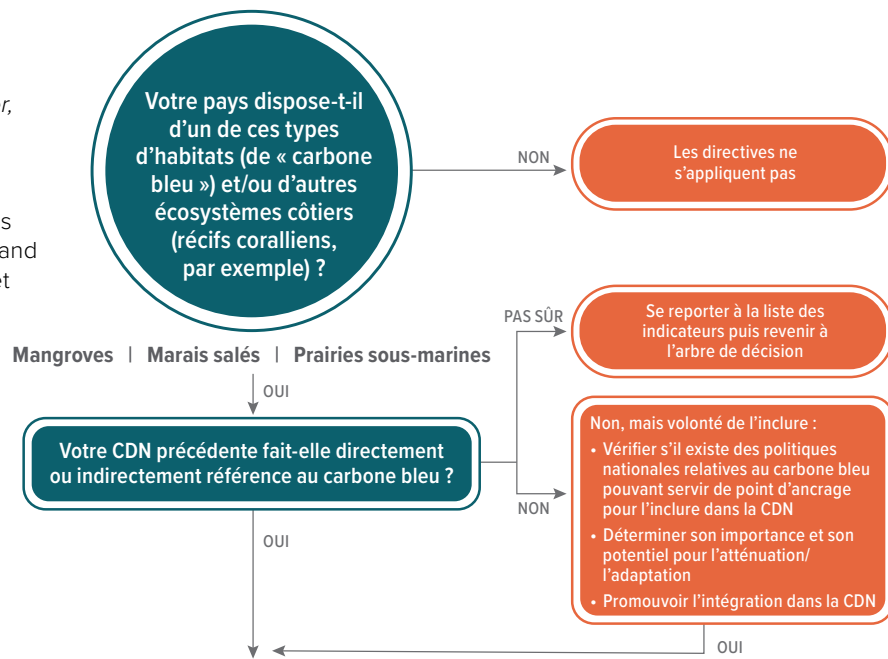 er,
s
and
et
Votre pays dispose-t-il
d'un de ces types
d'habitats (de « carbone
bleu ») et/ou d'autres
écosystèmes côtiers
(récifs coralliens,
par exemple) ?
NON
Les directives ne
s'appliquent pas
Mangroves | Marais salés | Prairies sous-marines
OUI
Votre CDN précédente fait-elle directement
ou indirectement référence au carbone bleu ?
PAS SÛR
Se reporter à la liste des
indicateurs puis revenir à
l'arbre de décision
NON
Non, mais volonté de l'inclure :
• Vérifier s'il existe des politiques
nationales relatives au carbone bleu
pouvant servir de point d'ancrage
pour l'inclure dans la CDN
• Déterminer son importance et son
potentiel pour l'atténuation/
l'adaptation
• Promouvoir l'intégration dans la CDN
OUI
OUI